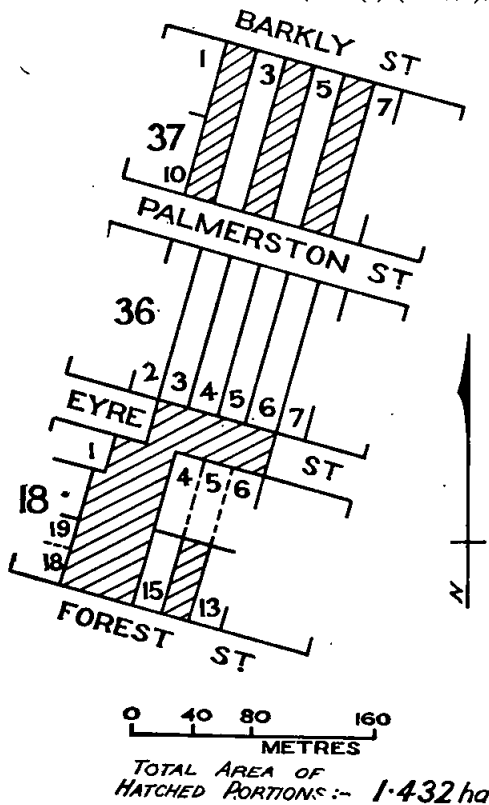 BARKLY ST
1 3 5 7
37
10
PALMERSTON ST
36
2 3 4 5 6 7
EYRE ST
1
4 5 6
18
19
18
15 13
FOREST ST
N
0 40 80 160
METRES
TOTAL AREA OF
HATCHED PORTIONS:- 1.432 ha